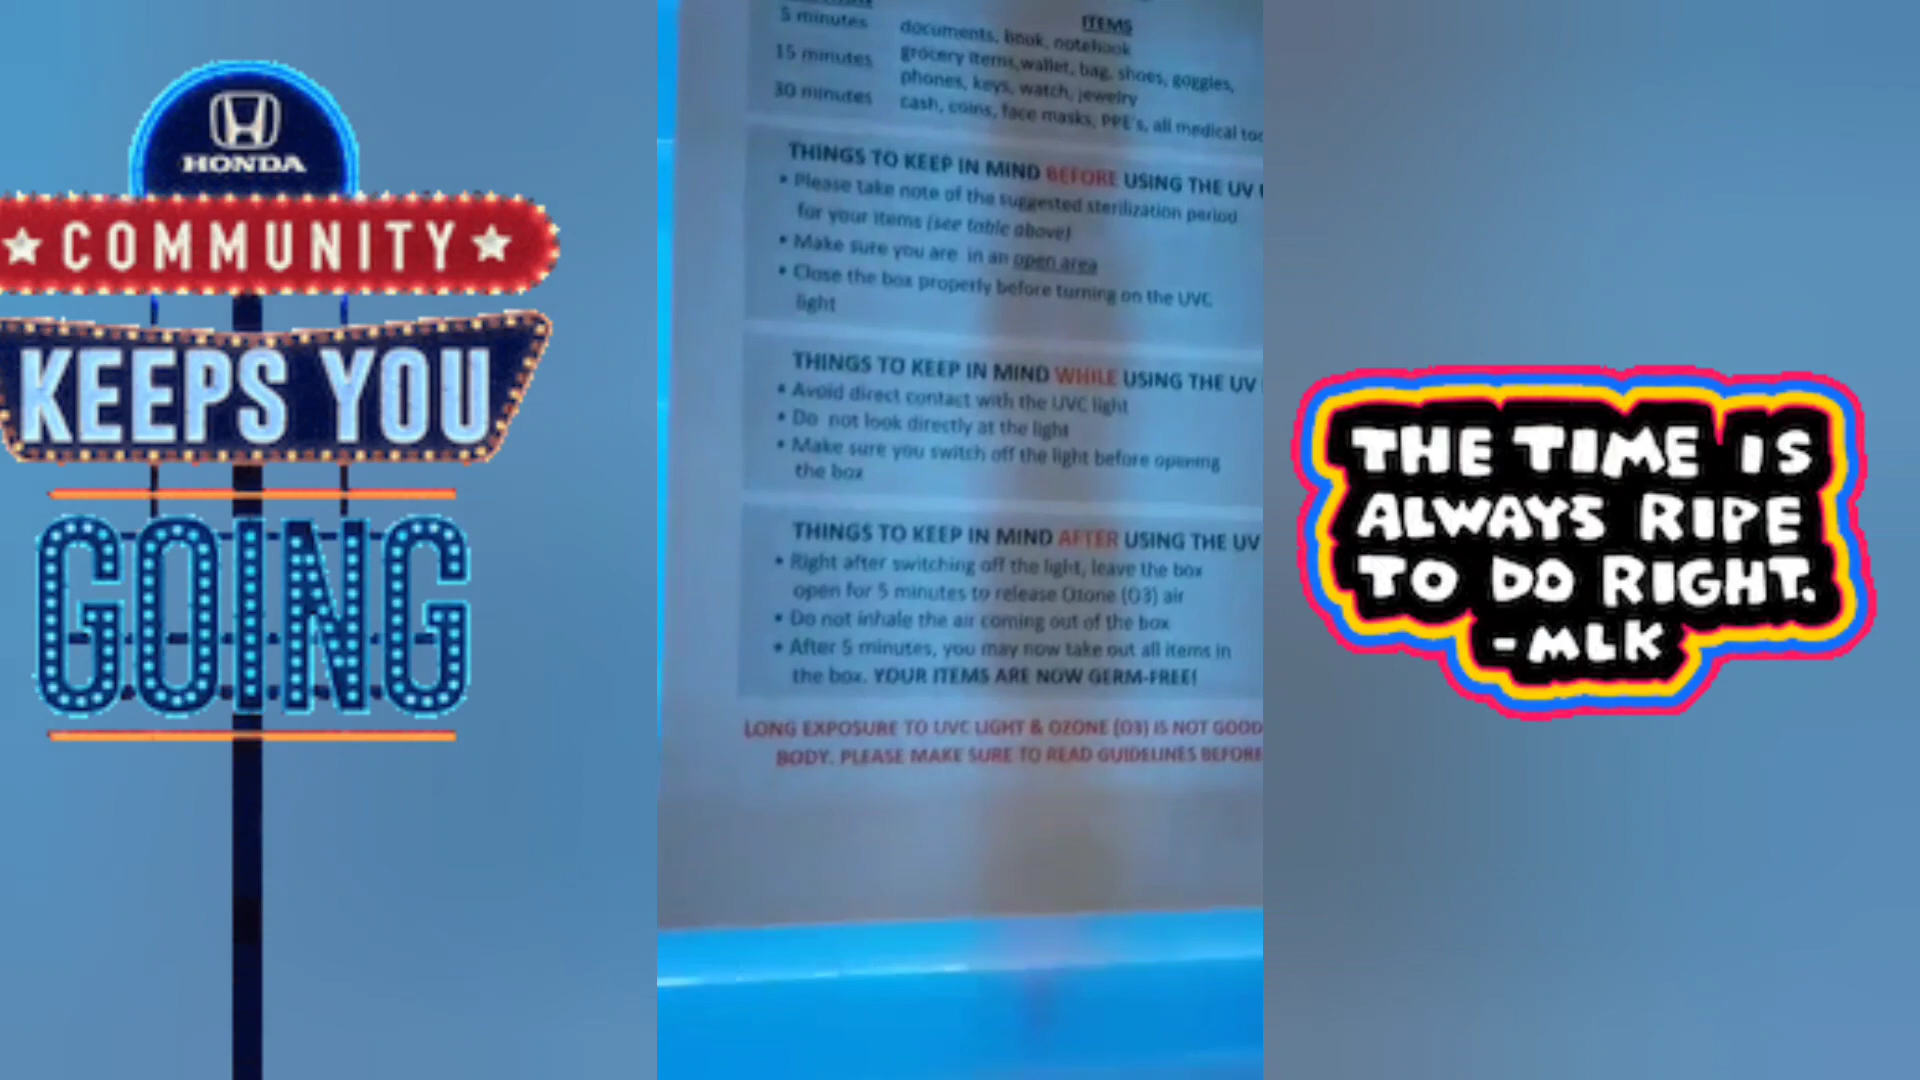 HONDA
★ COMMUNITY ★
KEEPS YOU
GOING
ITEMS
5 minutes documents, book, notebook
15 minutes grocery items, wallet, bag, shoes, goggles,
phones, keys, watch, jewelry
30 minutes cash, coins, face masks, PPE's, all medical
THINGS TO KEEP IN MIND BEFORE USING THE UV
• Please take note of the suggested sterilization period
for your items (see table above)
• Make sure you are in an open area
• Close the box properly before turning on the UVC
light
THINGS TO KEEP IN MIND WHILE USING THE UV
• Avoid direct contact with the UVC light
• Do not look directly at the light
• Make sure you switch off the light before opening
the box
THINGS TO KEEP IN MIND AFTER USING THE UV
• Right after switching off the light, leave the box
open for 5 minutes to release Ozone (O3) air
• Do not inhale the air coming out of the box
• After 5 minutes, you may now take out all items in
the box. YOUR ITEMS ARE NOW GERM-FREE!
LONG EXPOSURE TO UVC LIGHT & OZONE (O3) IS NOT GOOD
BODY. PLEASE MAKE SURE TO READ GUIDELINES BEFORE
THE TIME IS
ALWAYS RIPE
TO DO RIGHT.
-MLK